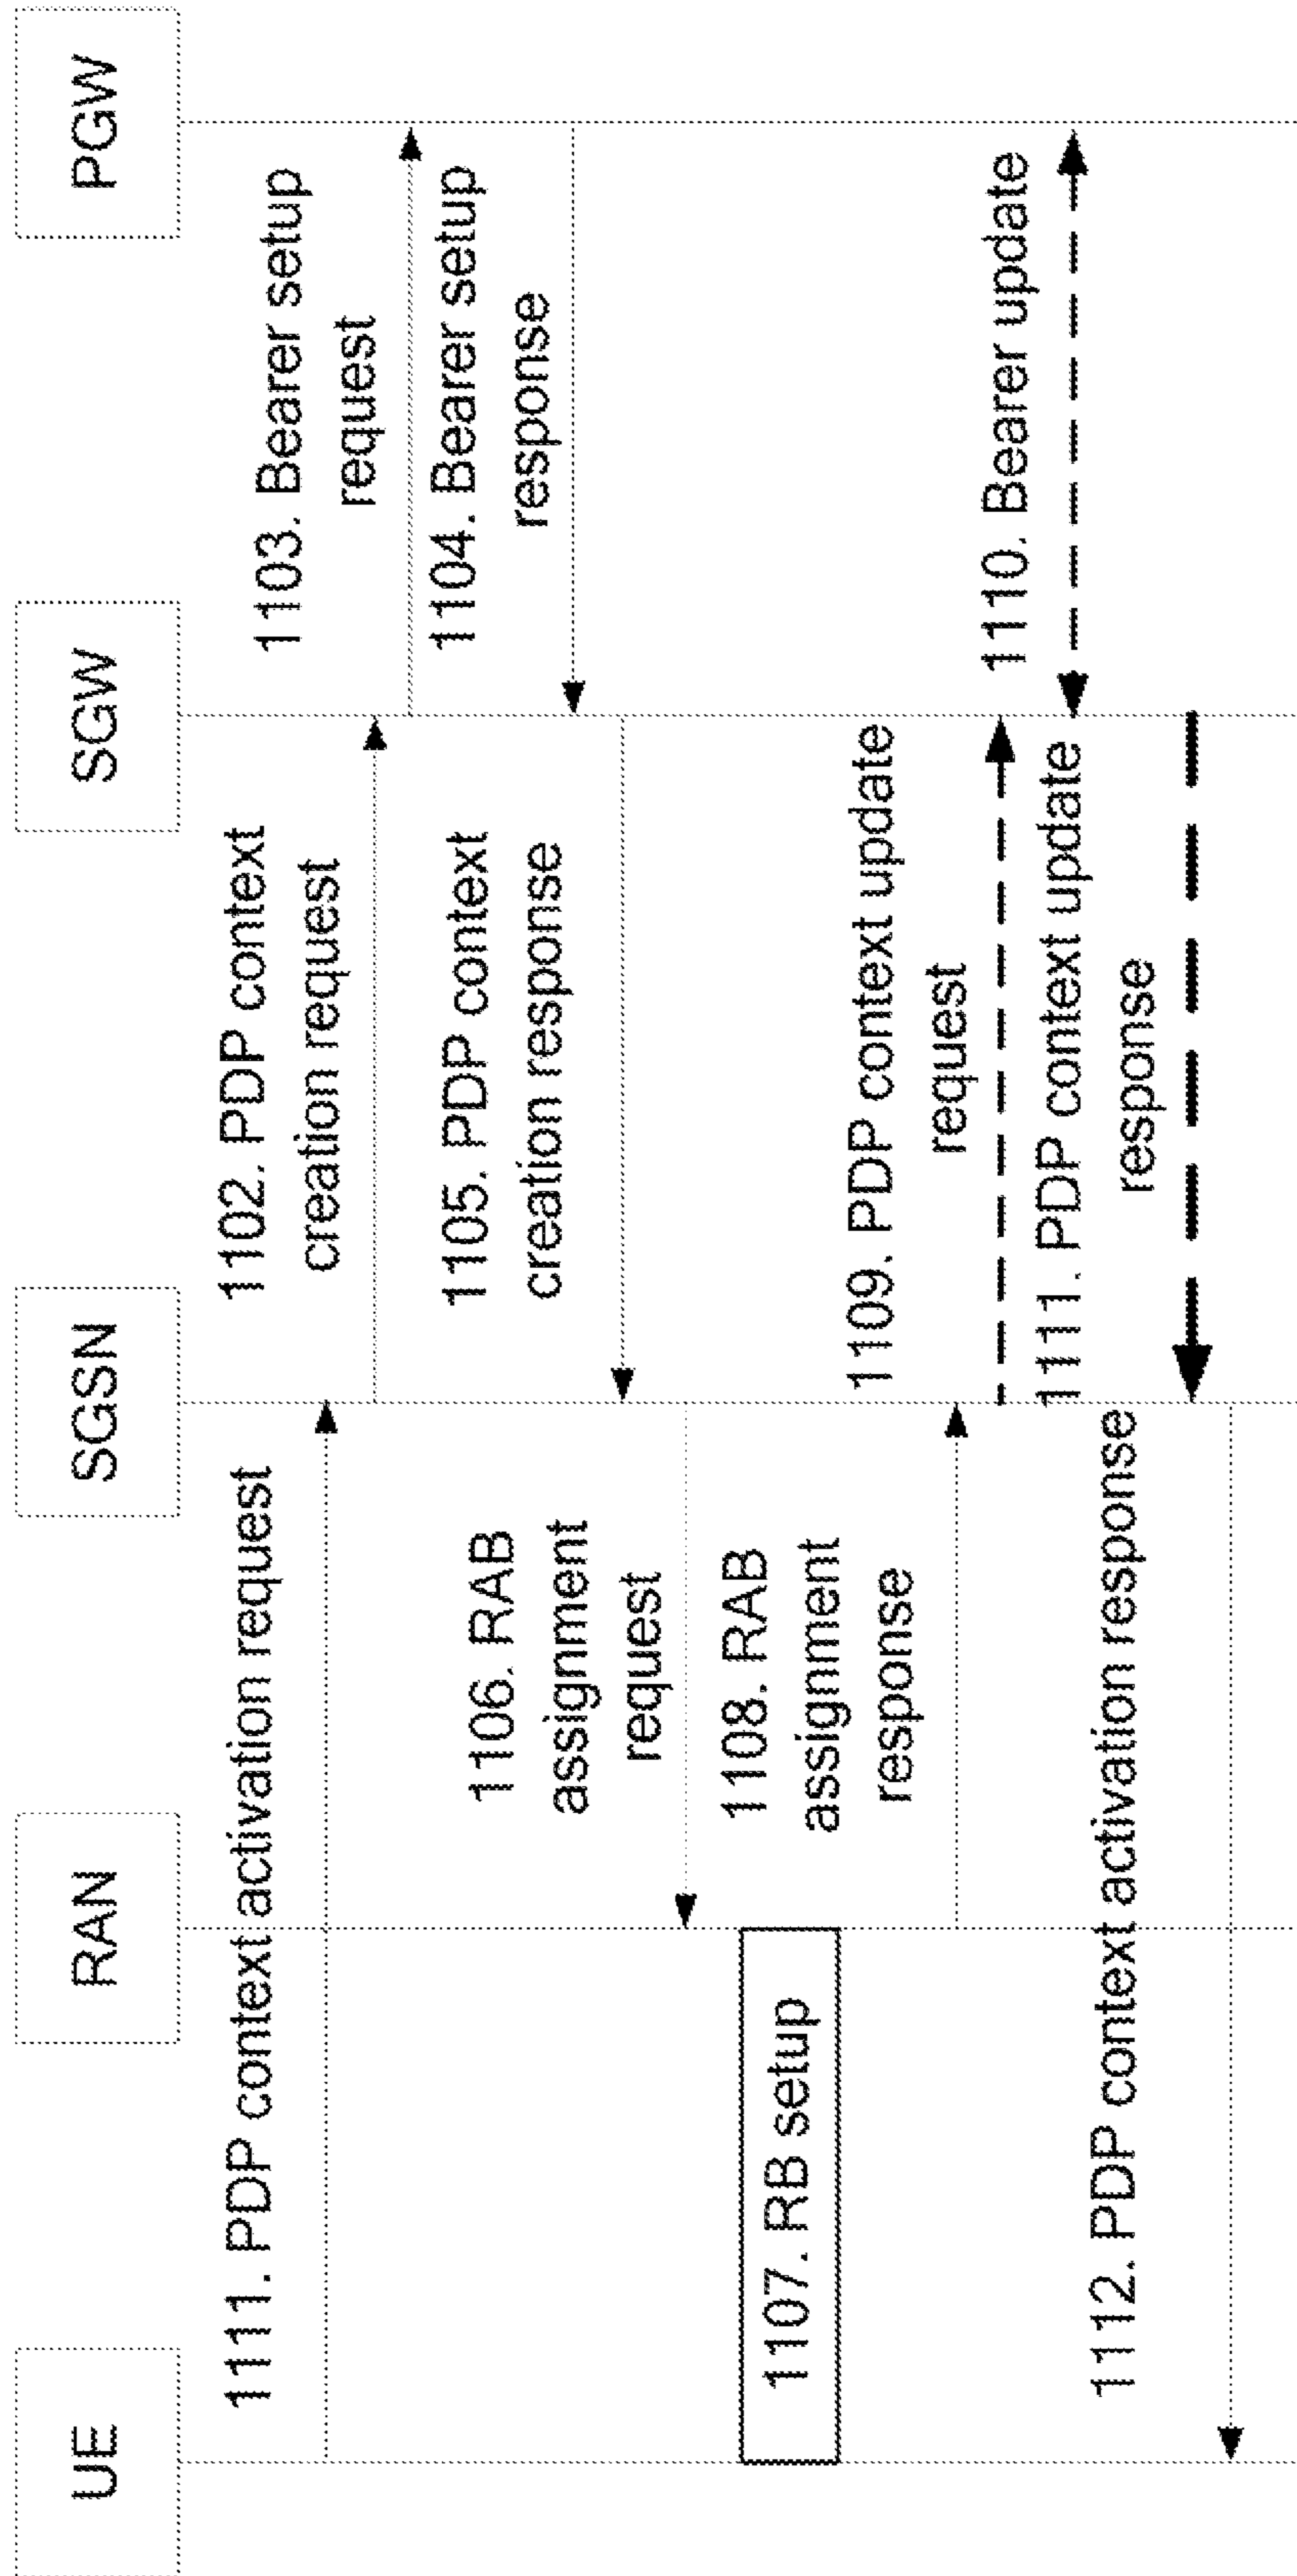 UE
RAN
SGSN
SGW
PGW
1111. PDP context activation request
1102. PDP context
creation request
1103. Bearer setup
request
1104. Bearer setup
response
1105. PDP context
creation response
1106. RAB
assignment
request
1107. RB setup
1108. RAB
assignment
response
1109. PDP context update
request
1110. Bearer update
1111. PDP context update
response
1112. PDP context activation response